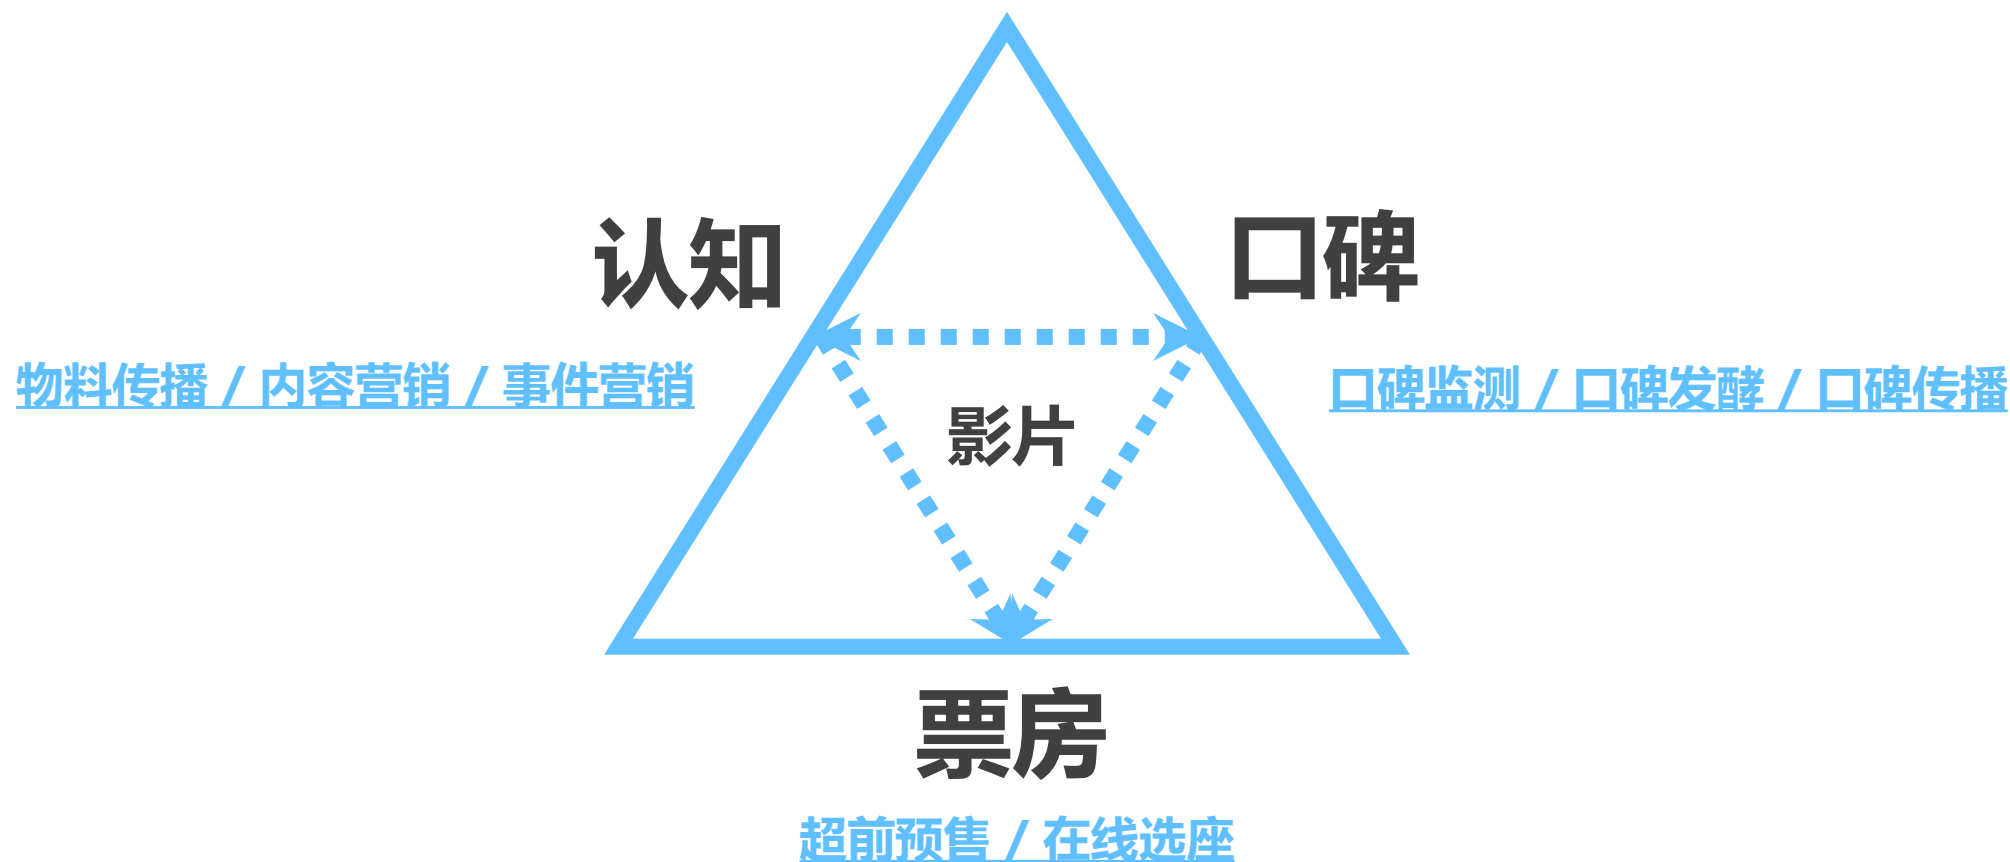 认知
口碑
物料传播 / 内容营销 / 事件营销
口碑监测 / 口碑发酵 / 口碑传播
影片
票房
超前预售 / 在线选座